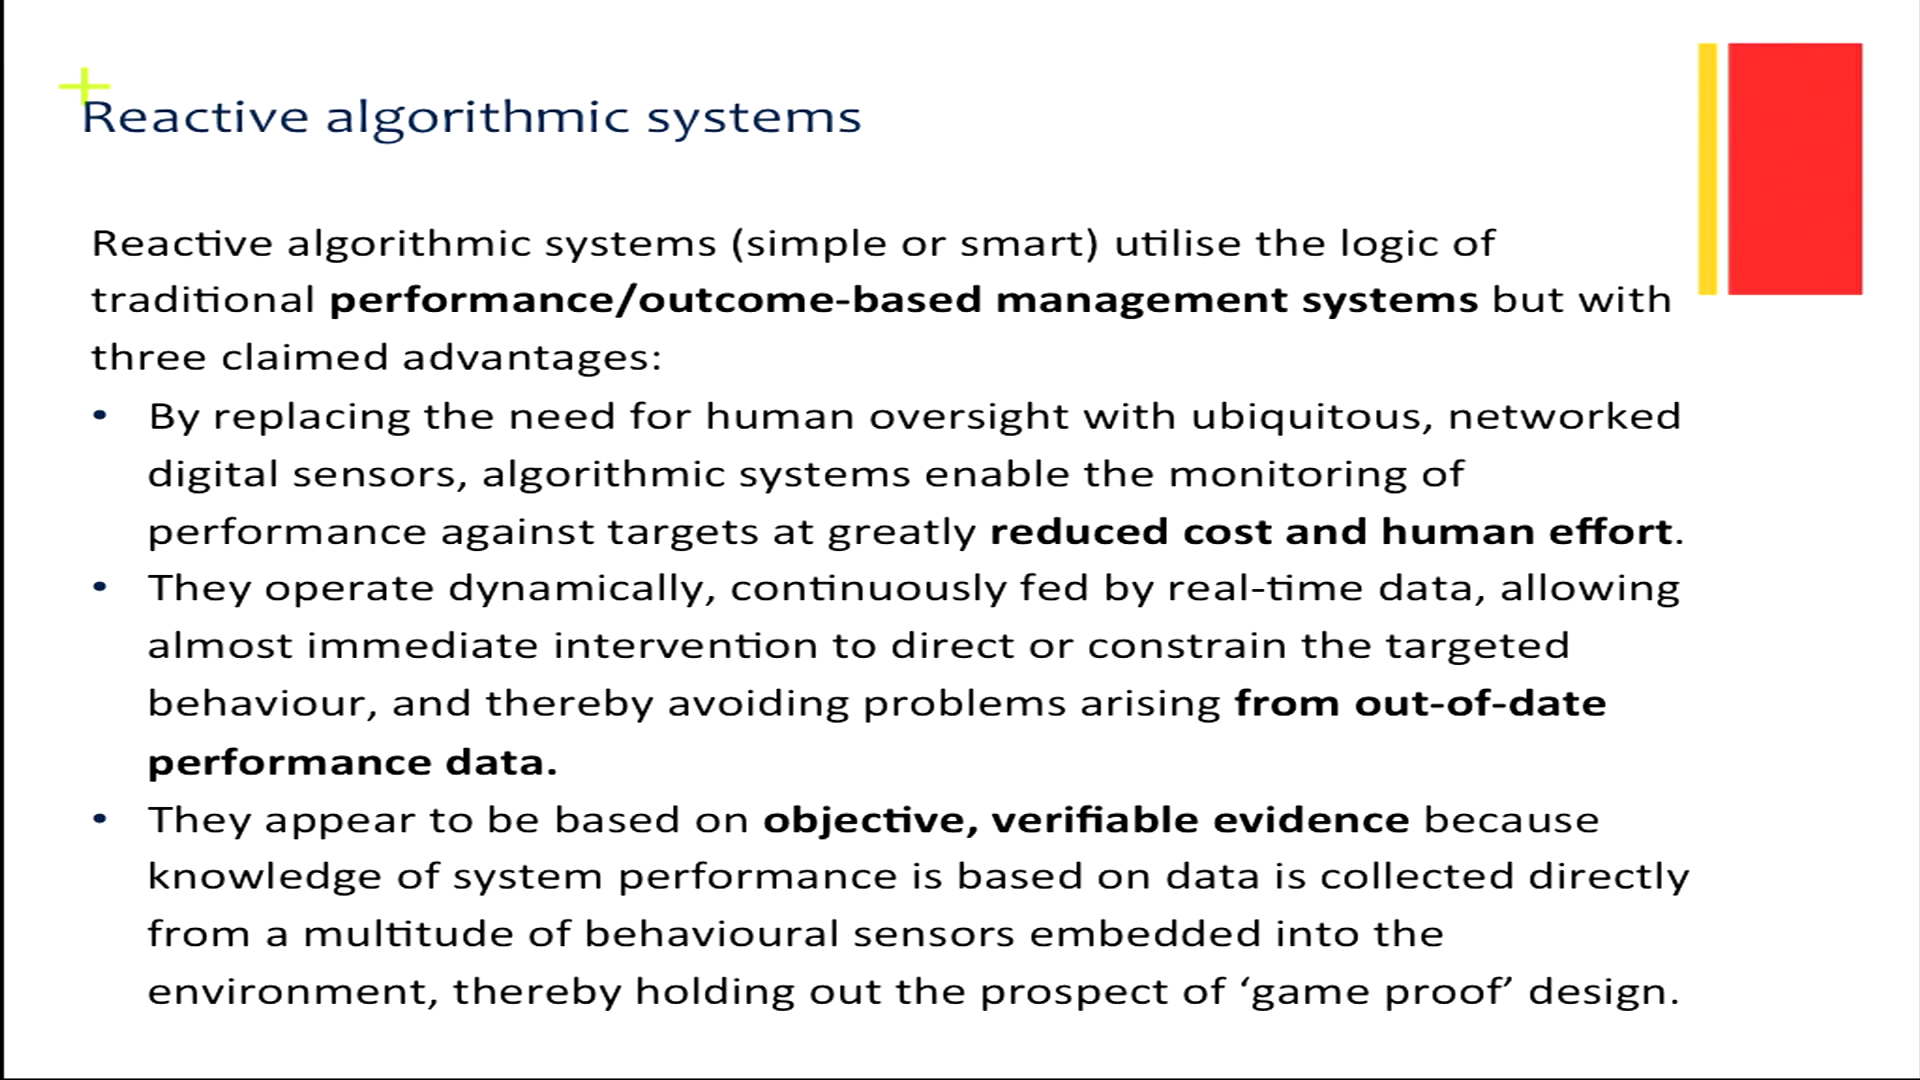 Reactive algorithmic systems
Reactive algorithmic systems (simple or smart) utilise the logic of
traditional performance/outcome-based management systems but with
three claimed advantages:
• By replacing the need for human oversight with ubiquitous, networked
digital sensors, algorithmic systems enable the monitoring of
performance against targets at greatly reduced cost and human effort.
• They operate dynamically, continuously fed by real-time data, allowing
almost immediate intervention to direct or constrain the targeted
behaviour, and thereby avoiding problems arising from out-of-date
performance data.
• They appear to be based on objective, verifiable evidence because
knowledge of system performance is based on data is collected directly
from a multitude of behavioural sensors embedded into the
environment, thereby holding out the prospect of ‘game proof’ design.